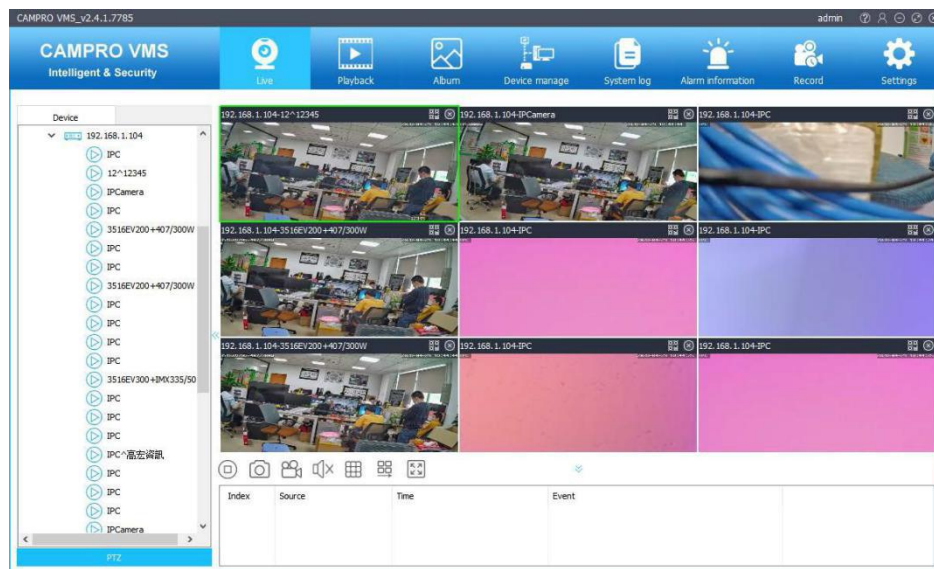 CAMPRO VMS_v2.4.1.7785
admin
CAMPRO VMS
Intelligent & Security
Live
Playback
Album
Device manage
System log
Alarm information
Record
Settings
Device
192.168.1.104
IPC
12^12345
IPCamera
IPC
3516EV200+407/300W
IPC
IPC
3516EV200+407/300W
IPC
IPC
IPC
IPC
3516EV300+IMX335/50
IPC
IPC
IPC
IPC^高宏資訊
IPC
IPC
IPC
IPCamera
PTZ
192.168.1.104-12^12345
192.168.1.104-IPCamera
192.168.1.104-IPC
192.168.1.104-3516EV200+407/300W
192.168.1.104-IPC
192.168.1.104-IPC
192.168.1.104-3516EV200+407/300W
192.168.1.104-IPC
192.168.1.104-IPC
Index Source Time Event